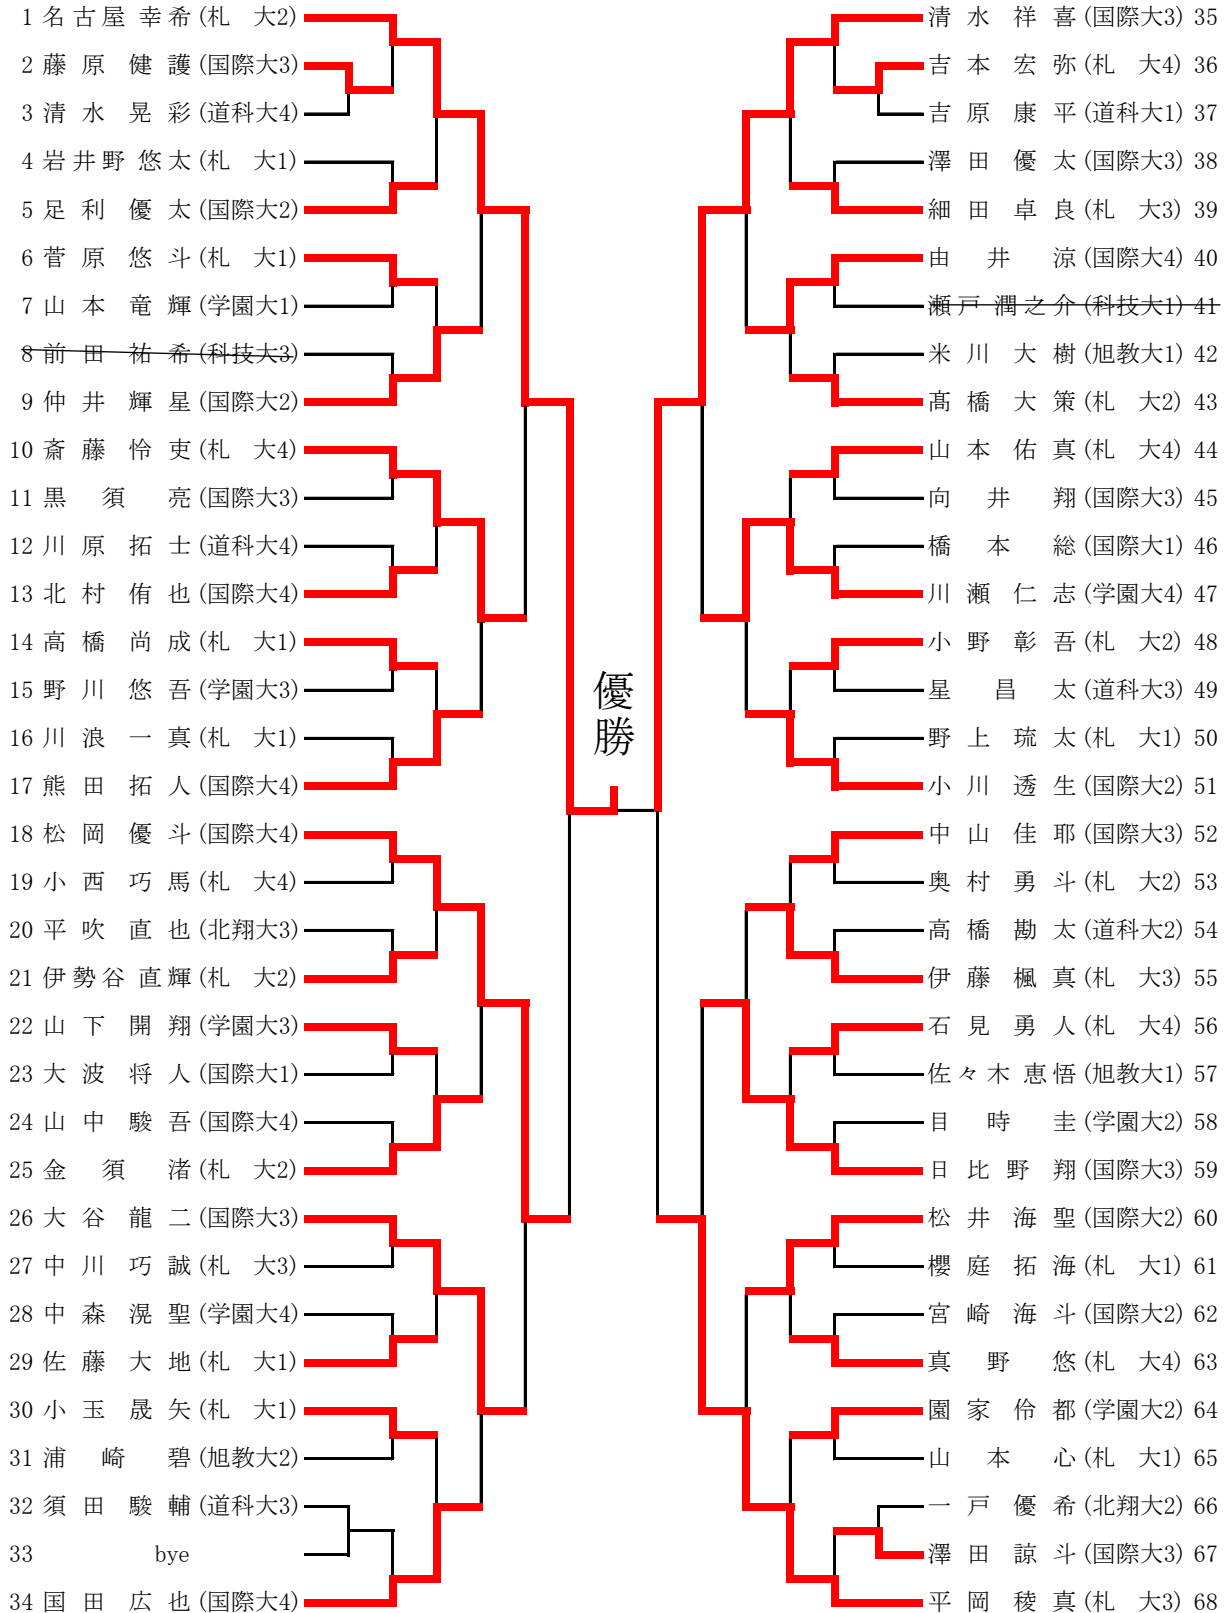 1 名古屋 幸希 (札　大2)
2 藤原 健護 (国際大3)
3 清水 晃彩 (道科大4)
4 岩井野 悠太 (札　大1)
5 足利 優太 (国際大2)
6 菅原 悠斗 (札　大1)
7 山本 竜輝 (学園大1)
8 前田 祐希 (科技大3)
9 仲井 輝星 (国際大2)
10 斎藤 怜吏 (札　大4)
11 黒須 亮 (国際大3)
12 川原 拓士 (道科大4)
13 北村 侑也 (国際大4)
14 高橋 尚成 (札　大1)
15 野川 悠吾 (学園大3)
16 川浪 一真 (札　大1)
17 熊田 拓人 (国際大4)
18 松岡 優斗 (国際大4)
19 小西 巧馬 (札　大4)
20 平吹 直也 (北翔大3)
21 伊勢谷 直輝 (札　大2)
22 山下 開翔 (学園大3)
23 大波 将人 (国際大1)
24 山中 駿吾 (国際大4)
25 金須 渚 (札　大2)
26 大谷 龍二 (国際大3)
27 中川 巧誠 (札　大3)
28 中森 滉聖 (学園大4)
29 佐藤 大地 (札　大1)
30 小玉 晟矢 (札　大1)
31 浦崎 碧 (旭教大2)
32 須田 駿輔 (道科大3)
33 bye
34 国田 広也 (国際大4)
優勝
清水 祥喜 (国際大3) 35
吉本 宏弥 (札　大4) 36
吉原 康平 (道科大1) 37
澤田 優太 (国際大3) 38
細田 卓良 (札　大3) 39
由井 涼 (国際大4) 40
瀬戸 潤之介 (科技大1) 41
米川 大樹 (旭教大1) 42
髙橋 大策 (札　大2) 43
山本 佑真 (札　大4) 44
向井 翔 (国際大3) 45
橋本 総 (国際大1) 46
川瀬 仁志 (学園大4) 47
小野 彰吾 (札　大2) 48
星 昌太 (道科大3) 49
野上 琉太 (札　大1) 50
小川 透生 (国際大2) 51
中山 佳耶 (国際大3) 52
奥村 勇斗 (札　大2) 53
高橋 勘太 (道科大2) 54
伊藤 楓真 (札　大3) 55
石見 勇人 (札　大4) 56
佐々木 恵悟 (旭教大1) 57
目時 圭 (学園大2) 58
日比野 翔 (国際大3) 59
松井 海聖 (国際大2) 60
櫻庭 拓海 (札　大1) 61
宮崎 海斗 (国際大2) 62
真野 悠 (札　大4) 63
園家 伶都 (学園大2) 64
山本 心 (札　大1) 65
一戸 優希 (北翔大2) 66
澤田 諒斗 (国際大3) 67
平岡 稜真 (札　大3) 68